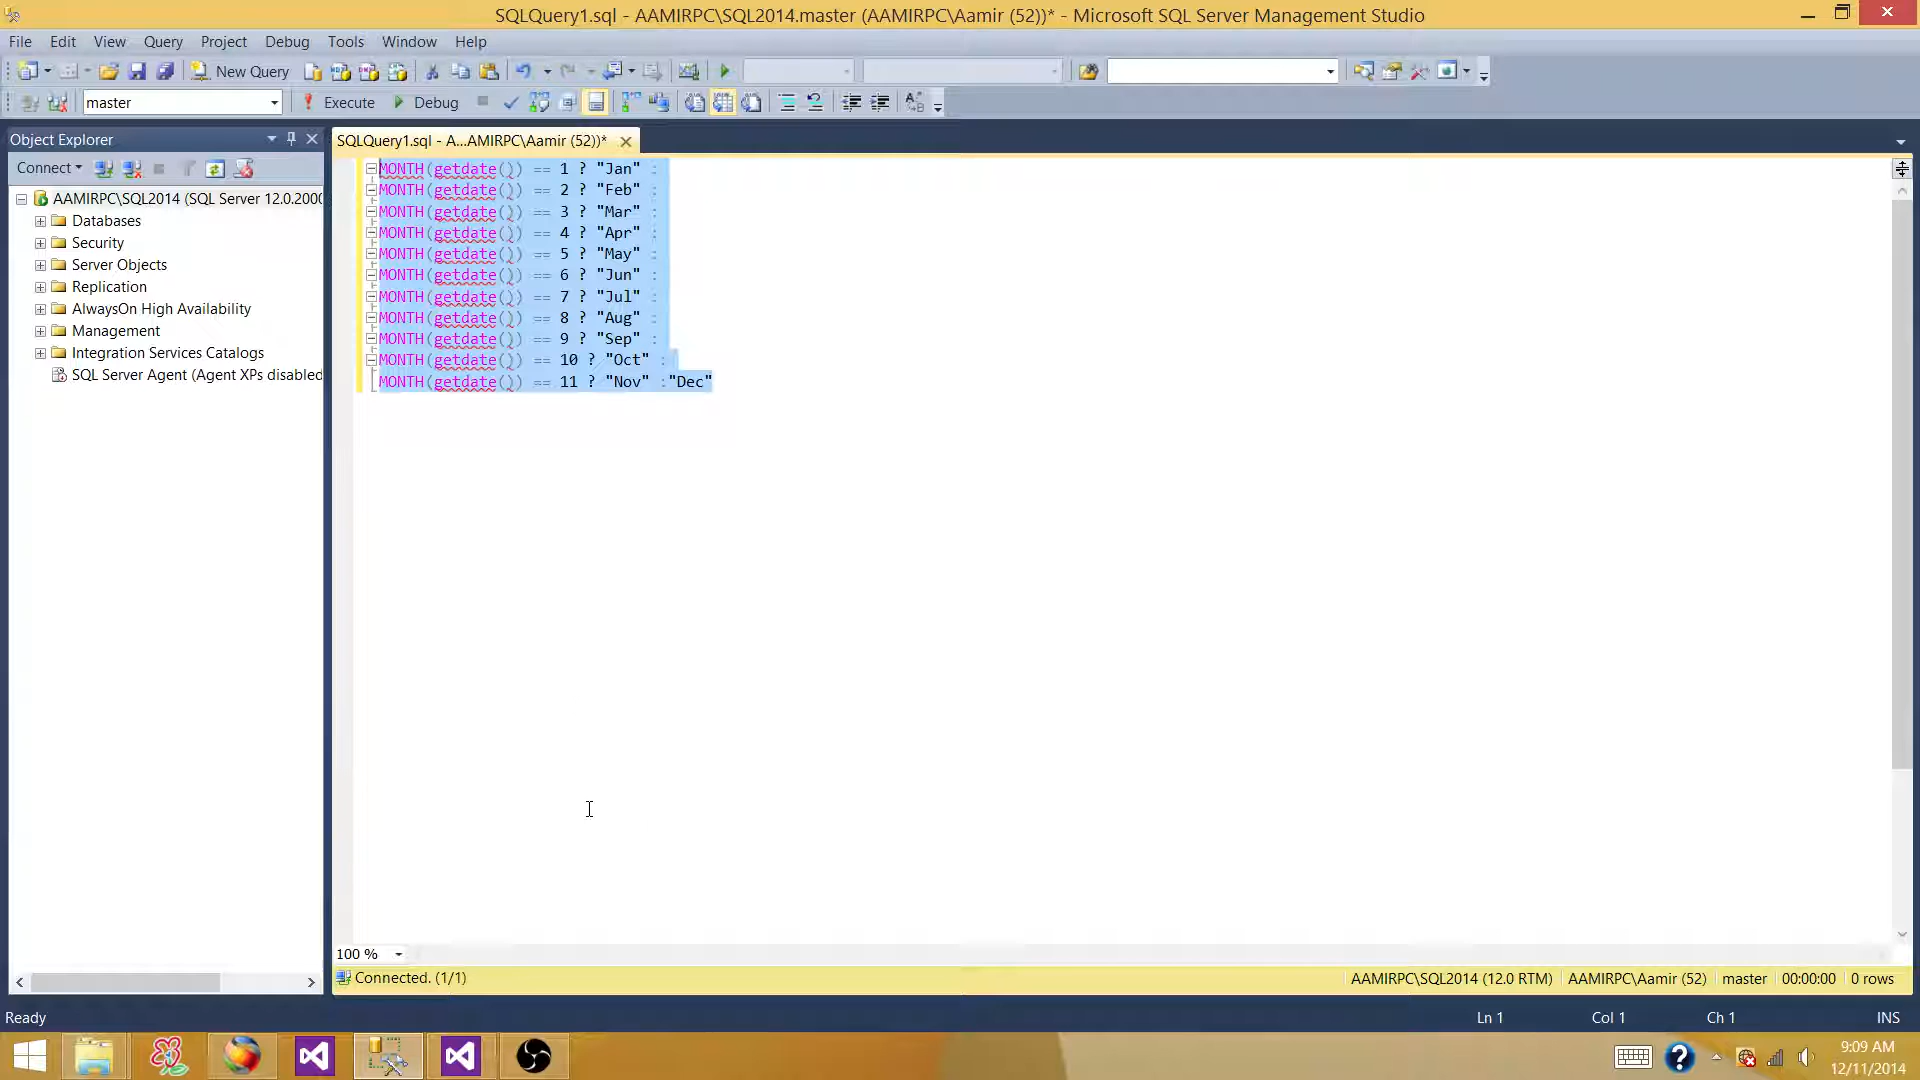 SQLQuery1.sql - AAMIRPC\SQL2014.master (AAMIRPC\Aamir (52))* - Microsoft SQL Server Management Studio
File Edit View Query Project Debug Tools Window Help
New Query
master Execute Debug
Object Explorer
SQLQuery1.sql - A...AMIRPC\Aamir (52))*
Connect
AAMIRPC\SQL2014 (SQL Server 12.0.2000
Databases
Security
Server Objects
Replication
AlwaysOn High Availability
Management
Integration Services Catalogs
SQL Server Agent (Agent XPs disabled
MONTH(getdate()) == 1 ? "Jan" :
MONTH(getdate()) == 2 ? "Feb" :
MONTH(getdate()) == 3 ? "Mar" :
MONTH(getdate()) == 4 ? "Apr" :
MONTH(getdate()) == 5 ? "May" :
MONTH(getdate()) == 6 ? "Jun" :
MONTH(getdate()) == 7 ? "Jul" :
MONTH(getdate()) == 8 ? "Aug" :
MONTH(getdate()) == 9 ? "Sep" :
MONTH(getdate()) == 10 ? "Oct" :
MONTH(getdate()) == 11 ? "Nov" :"Dec"
100 %
Connected. (1/1) AAMIRPC\SQL2014 (12.0 RTM) AAMIRPC\Aamir (52) master 00:00:00 0 rows
Ready Ln 1 Col 1 Ch 1 INS
9:09 AM
12/11/2014